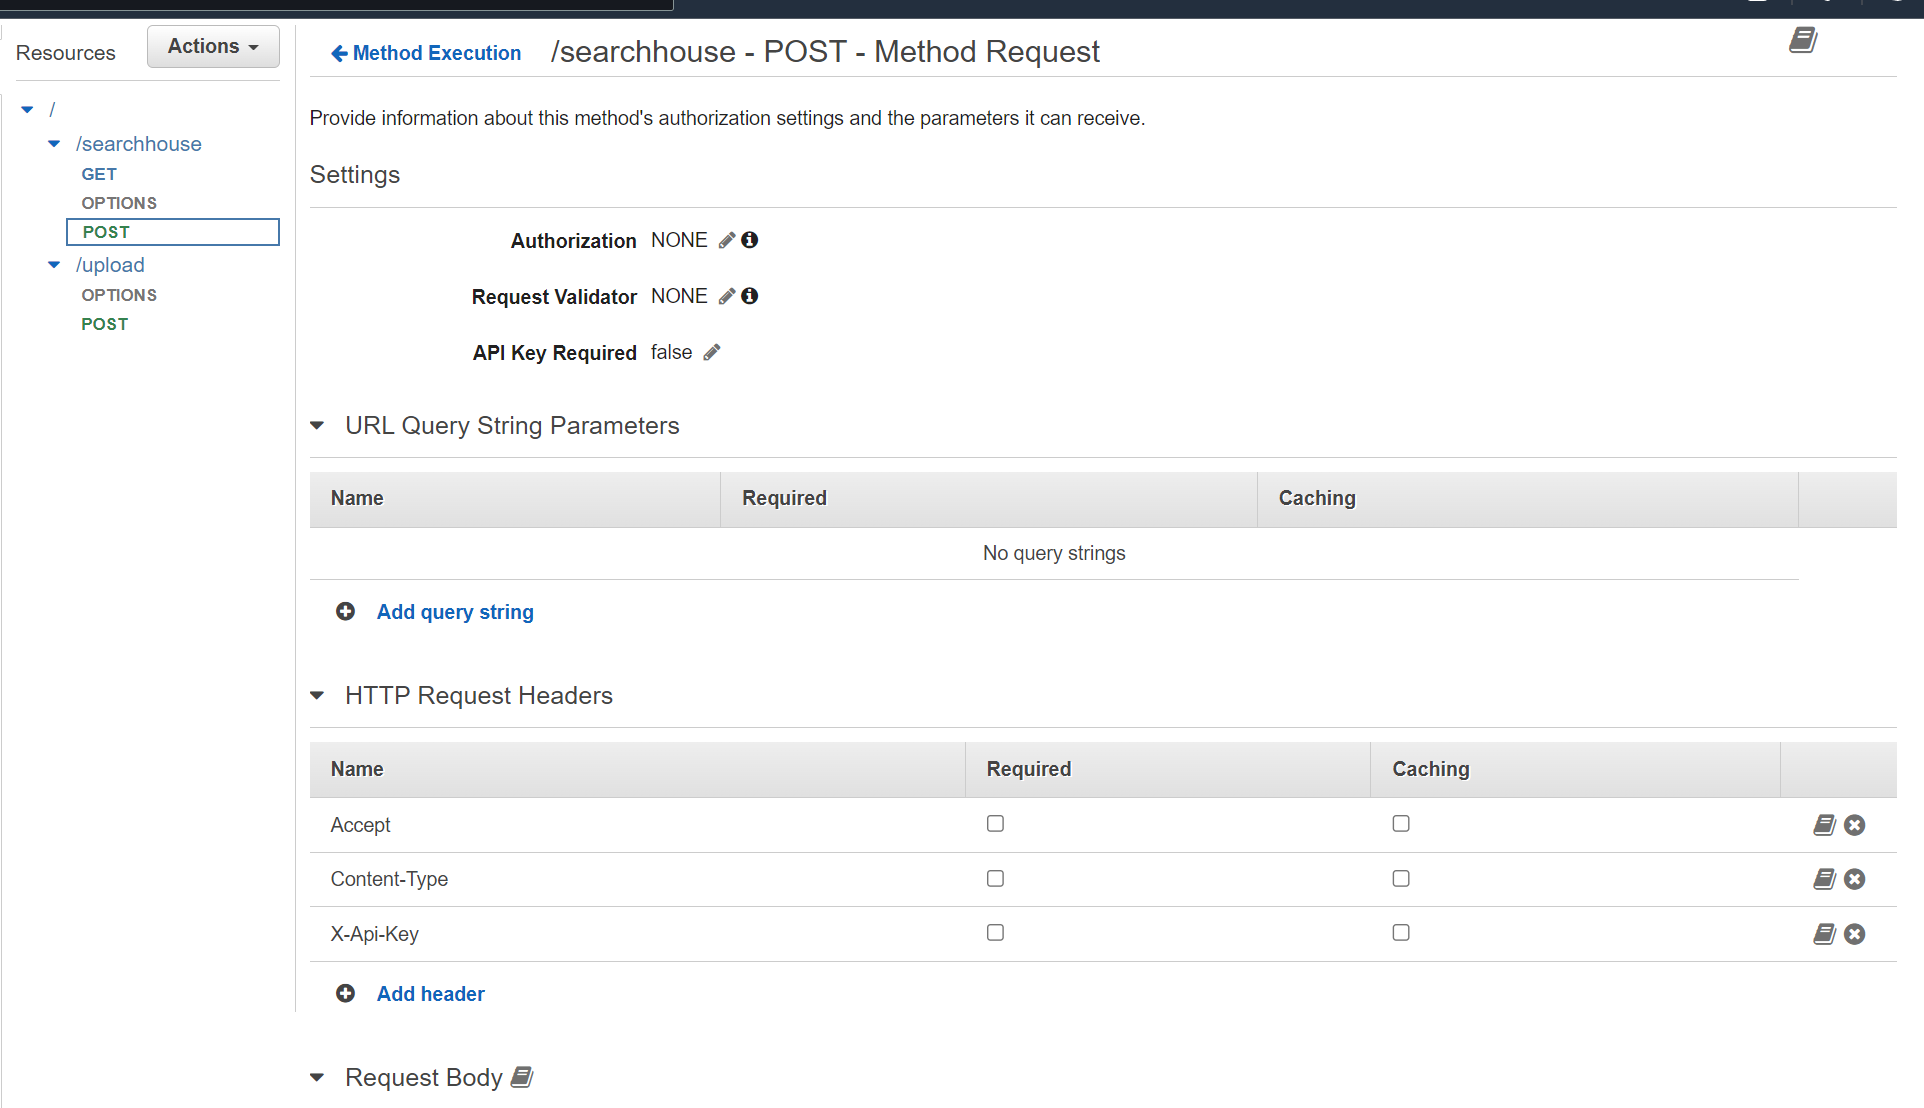 Resources
Actions
/
/searchhouse
GET
OPTIONS
POST
/upload
OPTIONS
POST
Method Execution
/searchhouse - POST - Method Request
Provide information about this method's authorization settings and the parameters it can receive.
Settings
Authorization NONE
Request Validator NONE
API Key Required false
URL Query String Parameters
Name Required Caching
No query strings
Add query string
HTTP Request Headers
Name Required Caching
Accept
Content-Type
X-Api-Key
Add header
Request Body